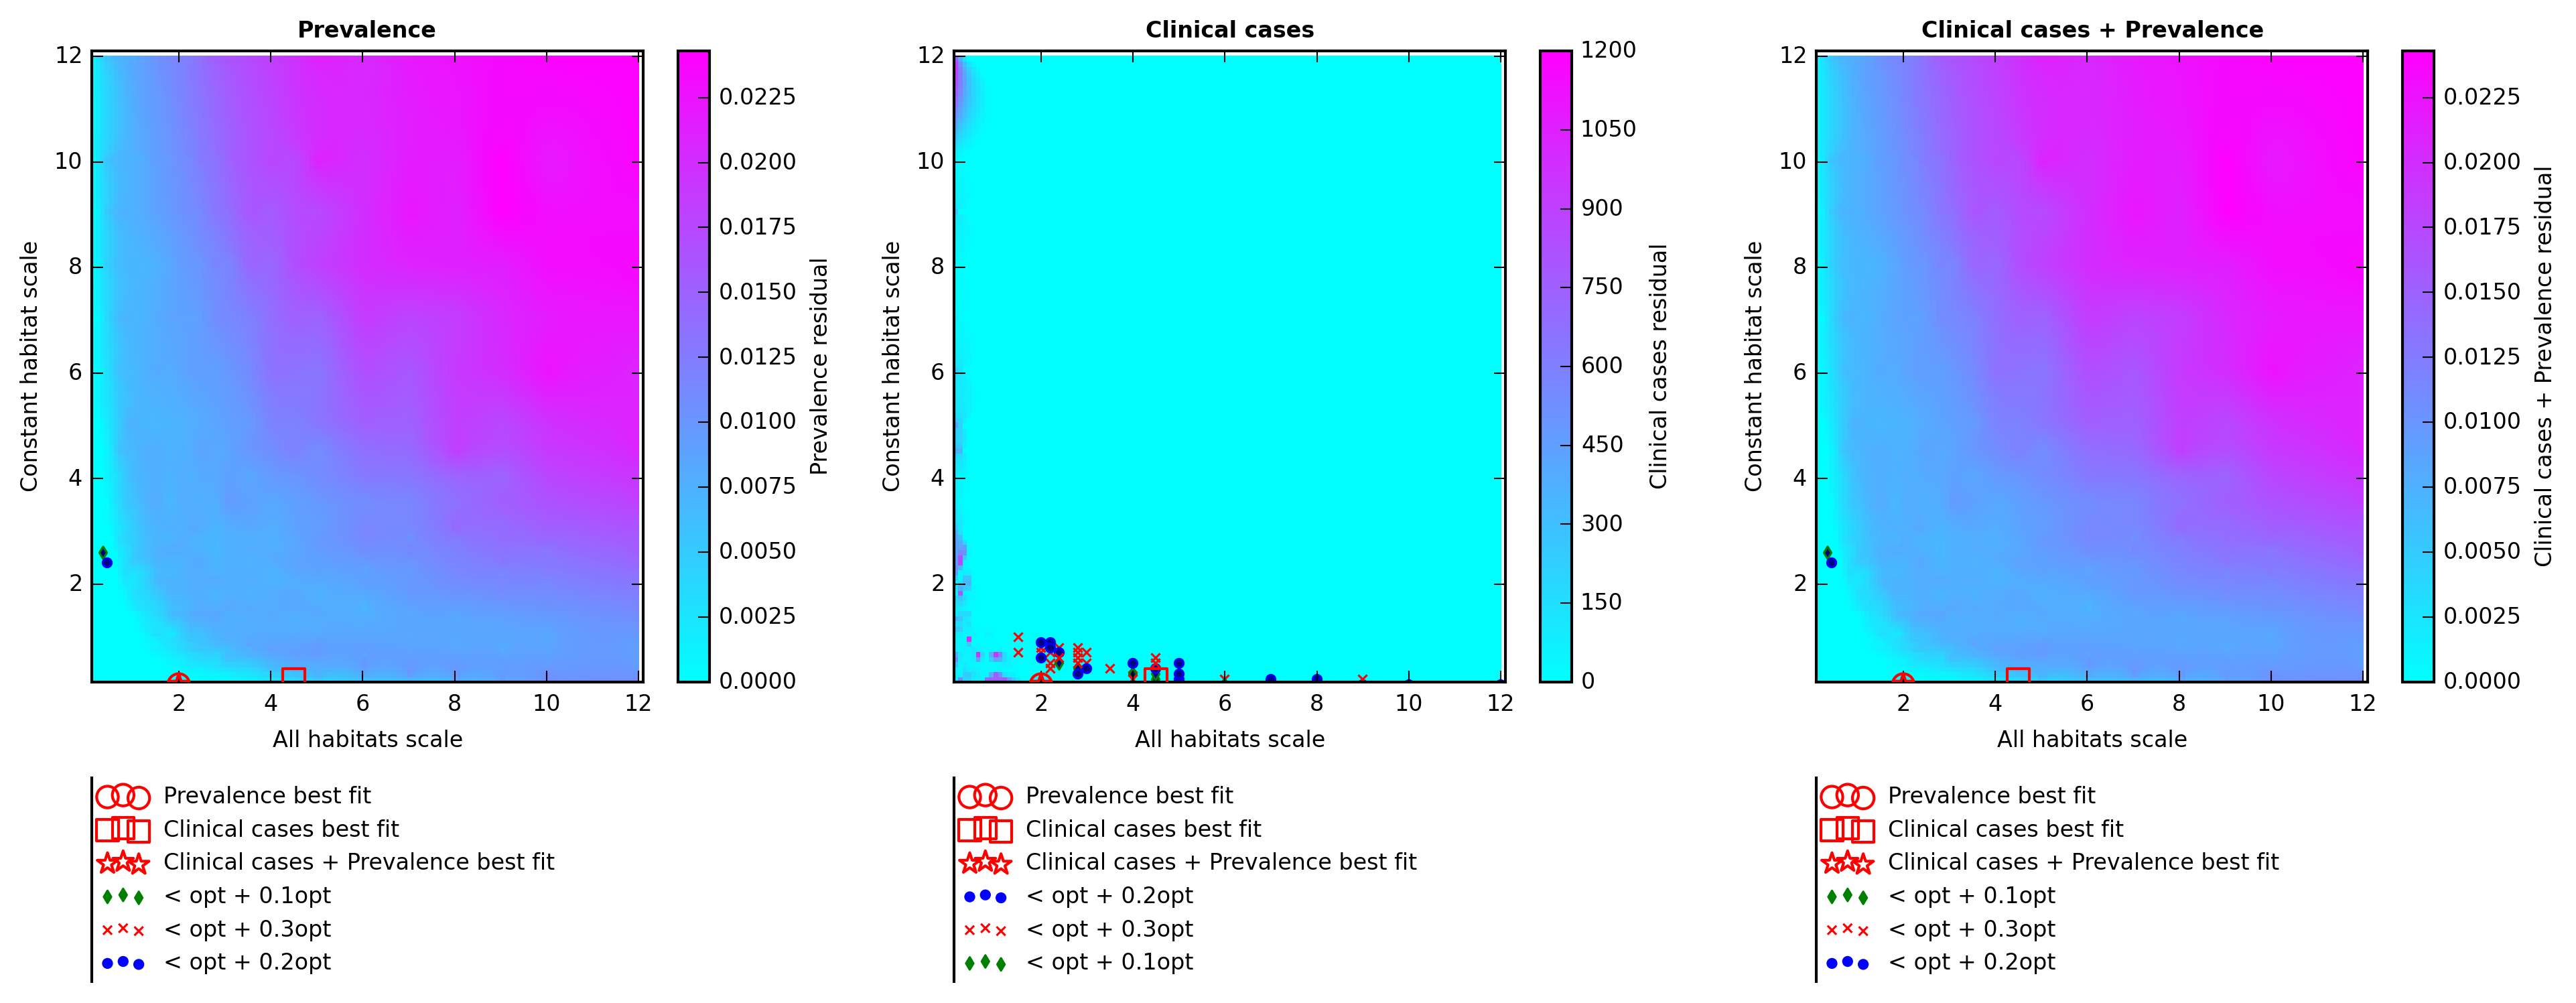 Prevalence
12
10
8
6
4
2
Constant habitat scale
2 4 6 8 10 12
All habitats scale
0.0225
0.0200
0.0175
0.0150
0.0125
0.0100
0.0075
0.0050
0.0025
0.0000
Prevalence residual
Prevalence best fit
Clinical cases best fit
Clinical cases + Prevalence best fit
< opt + 0.1opt
< opt + 0.3opt
< opt + 0.2opt
Clinical cases
12
10
8
6
4
2
Constant habitat scale
2 4 6 8 10 12
All habitats scale
1200
1050
900
750
600
450
300
150
0
Clinical cases residual
Prevalence best fit
Clinical cases best fit
Clinical cases + Prevalence best fit
< opt + 0.2opt
< opt + 0.3opt
< opt + 0.1opt
Clinical cases + Prevalence
12
10
8
6
4
2
Constant habitat scale
2 4 6 8 10 12
All habitats scale
0.0225
0.0200
0.0175
0.0150
0.0125
0.0100
0.0075
0.0050
0.0025
0.0000
Clinical cases + Prevalence residual
Prevalence best fit
Clinical cases best fit
Clinical cases + Prevalence best fit
< opt + 0.1opt
< opt + 0.3opt
< opt + 0.2opt